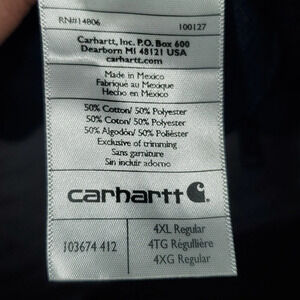 RN#14806 100127
Carhartt, Inc. P.O. Box 600
Dearborn MI 48121 USA
carhartt.com
Made in Mexico
Fabriqué au Mexique
Hecho en México
50% Cotton/ 50% Polyester
50% Coton/ 50% Polyester
50% Algodón/ 50% Poliéster
Exclusive of trimming
Sans garniture
Sin incluir adorno
carhartt
103674 412
4XL Regular
4TG Régullière
4XG Regular